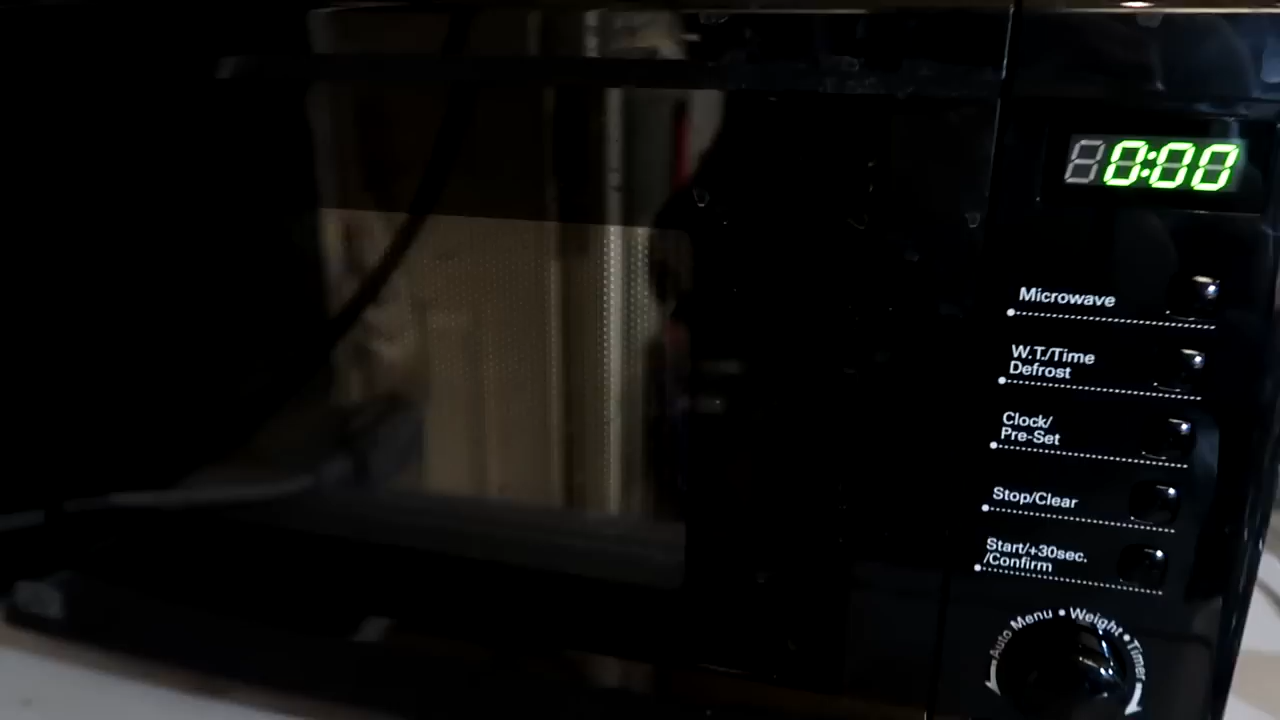 0:00
Microwave
W.T./Time
Defrost
Clock/
Pre-Set
Stop/Clear
Start/+30sec.
/Confirm
Auto Menu • Weight • Timer